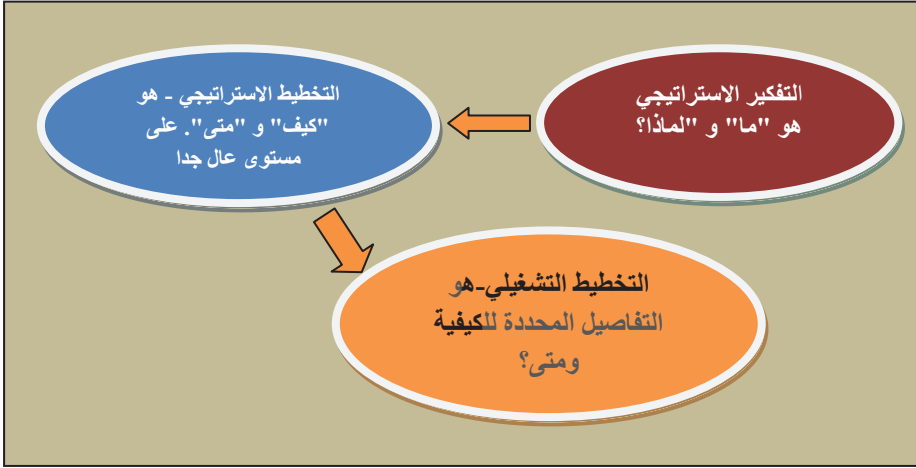 التفكير الاستراتيجي
هو "ما" و "لماذا؟
التخطيط الاستراتيجي - هو
"كيف" و "متى". على
مستوى عال جدا
التخطيط التشغيلي-هو
التفاصيل المحددة للكيفية
ومتى؟